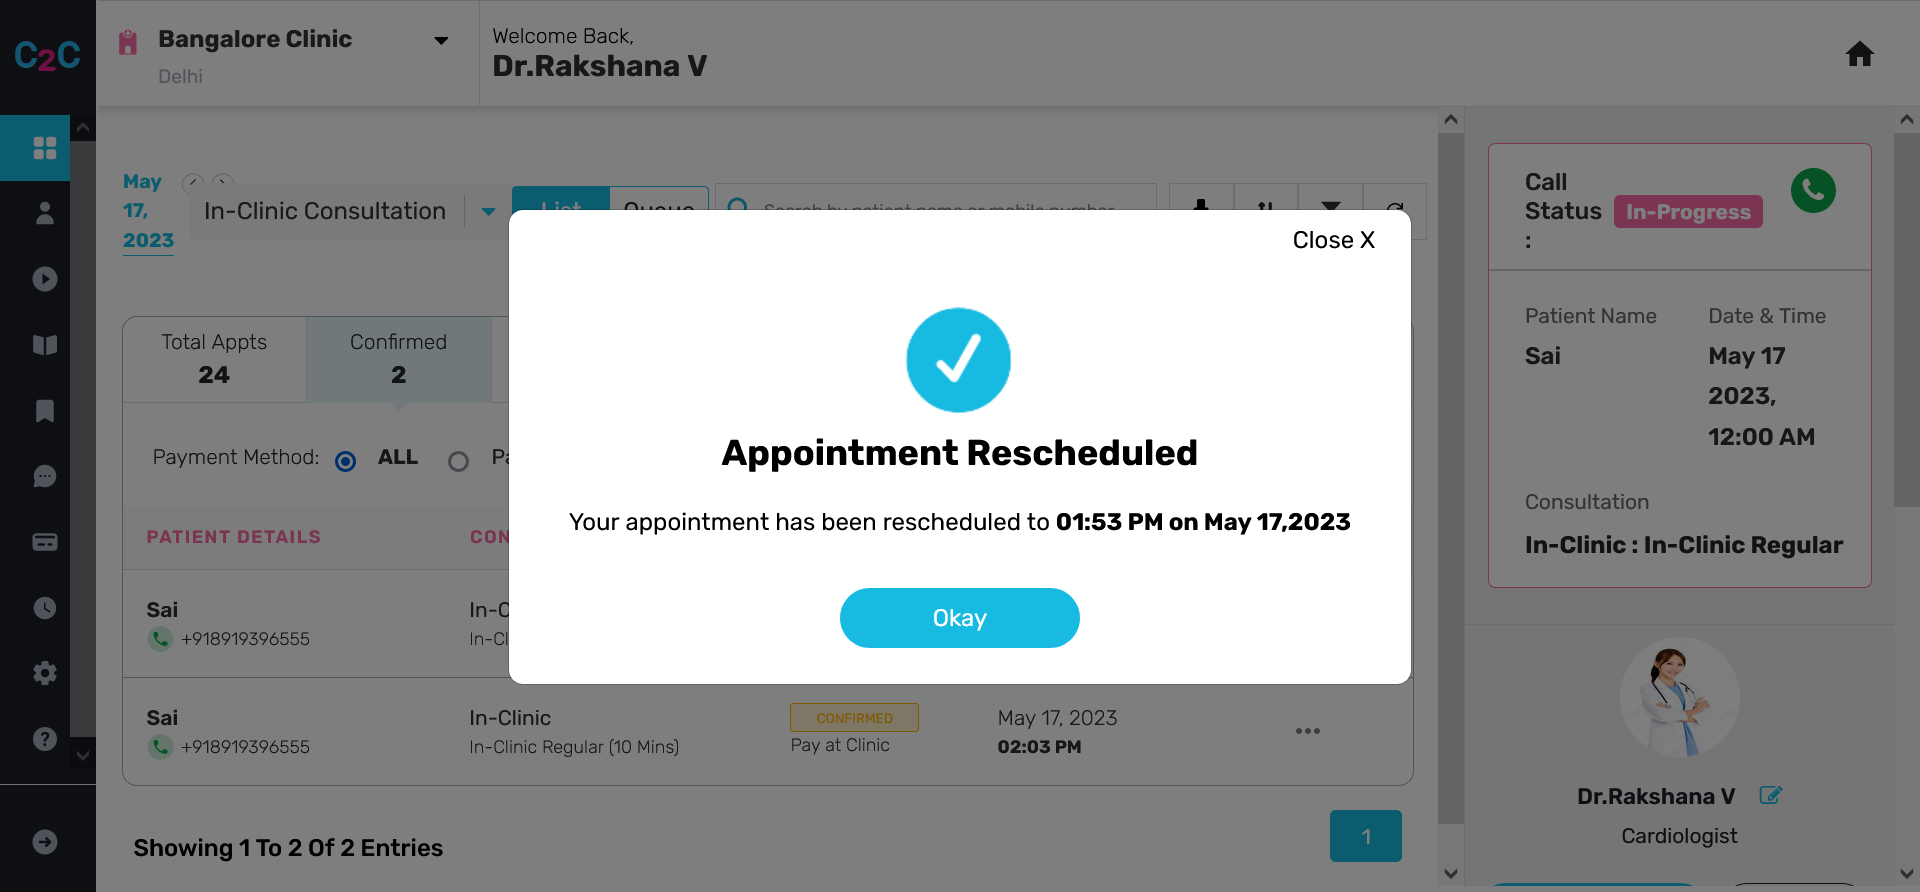 C2C
Bangalore Clinic
Delhi
Welcome Back,
Dr.Rakshana V
May
17,
2023
In-Clinic Consultation
List
Queue
Search by patient name or mobile number
Close X
Appointment Rescheduled
Your appointment has been rescheduled to 01:53 PM on May 17,2023
Okay
Total Appts
24
Confirmed
2
Payment Method:
ALL
PATIENT DETAILS
Sai
+918919396555
Sai
+918919396555
In-Clinic
In-Clinic Regular (10 Mins)
CONFIRMED
Pay at Clinic
May 17, 2023
02:03 PM
Showing 1 To 2 Of 2 Entries
1
Call
Status
:
In-Progress
Patient Name
Sai
Date & Time
May 17
2023,
12:00 AM
Consultation
In-Clinic : In-Clinic Regular
Dr.Rakshana V
Cardiologist